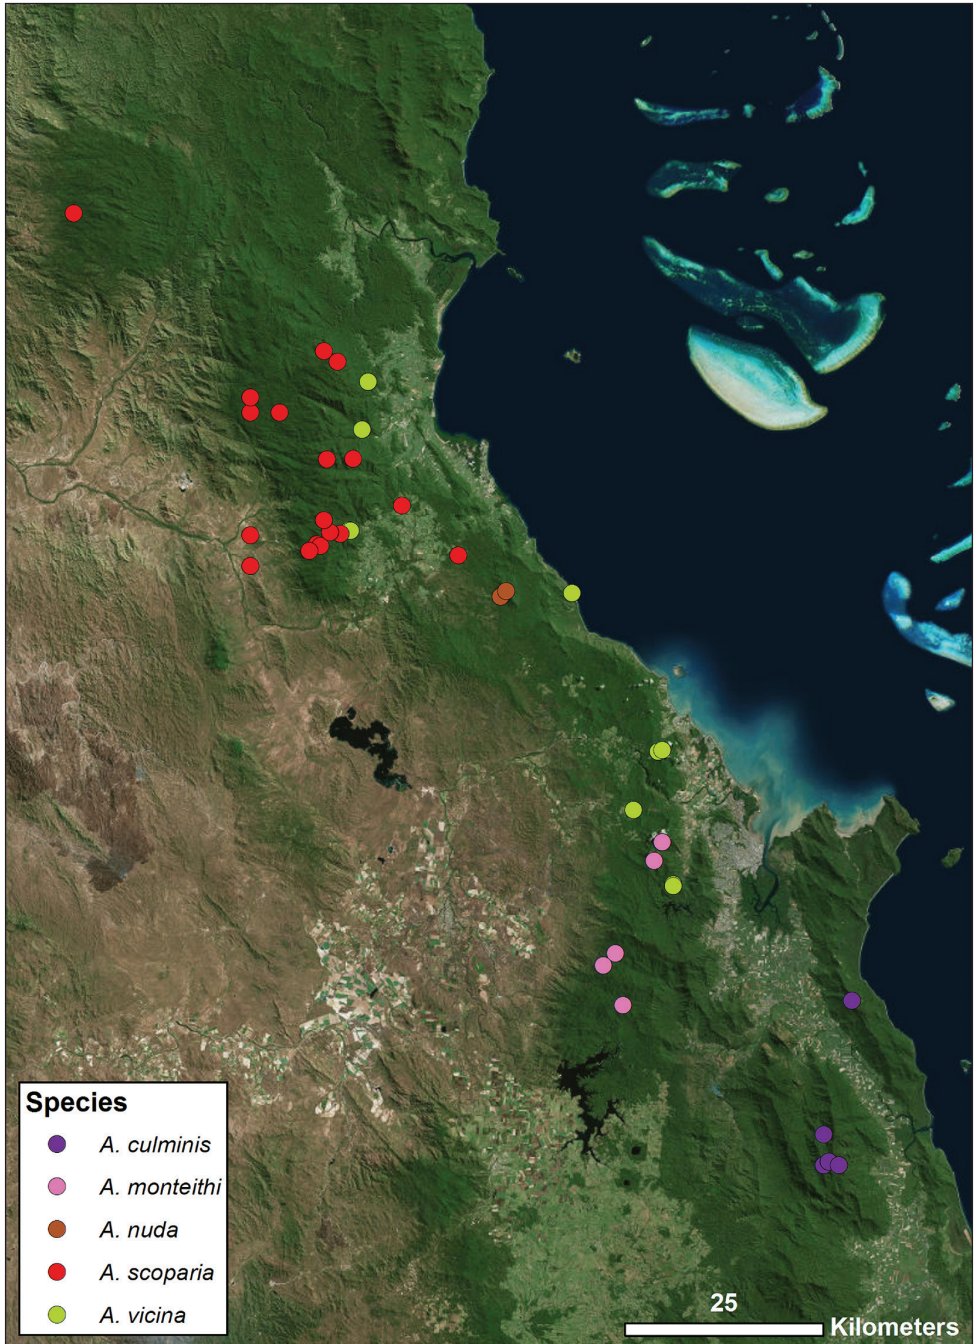 Species
A. culminis
A. monteithi
A. nuda
A. scoparia
A. vicina
25
Kilometers